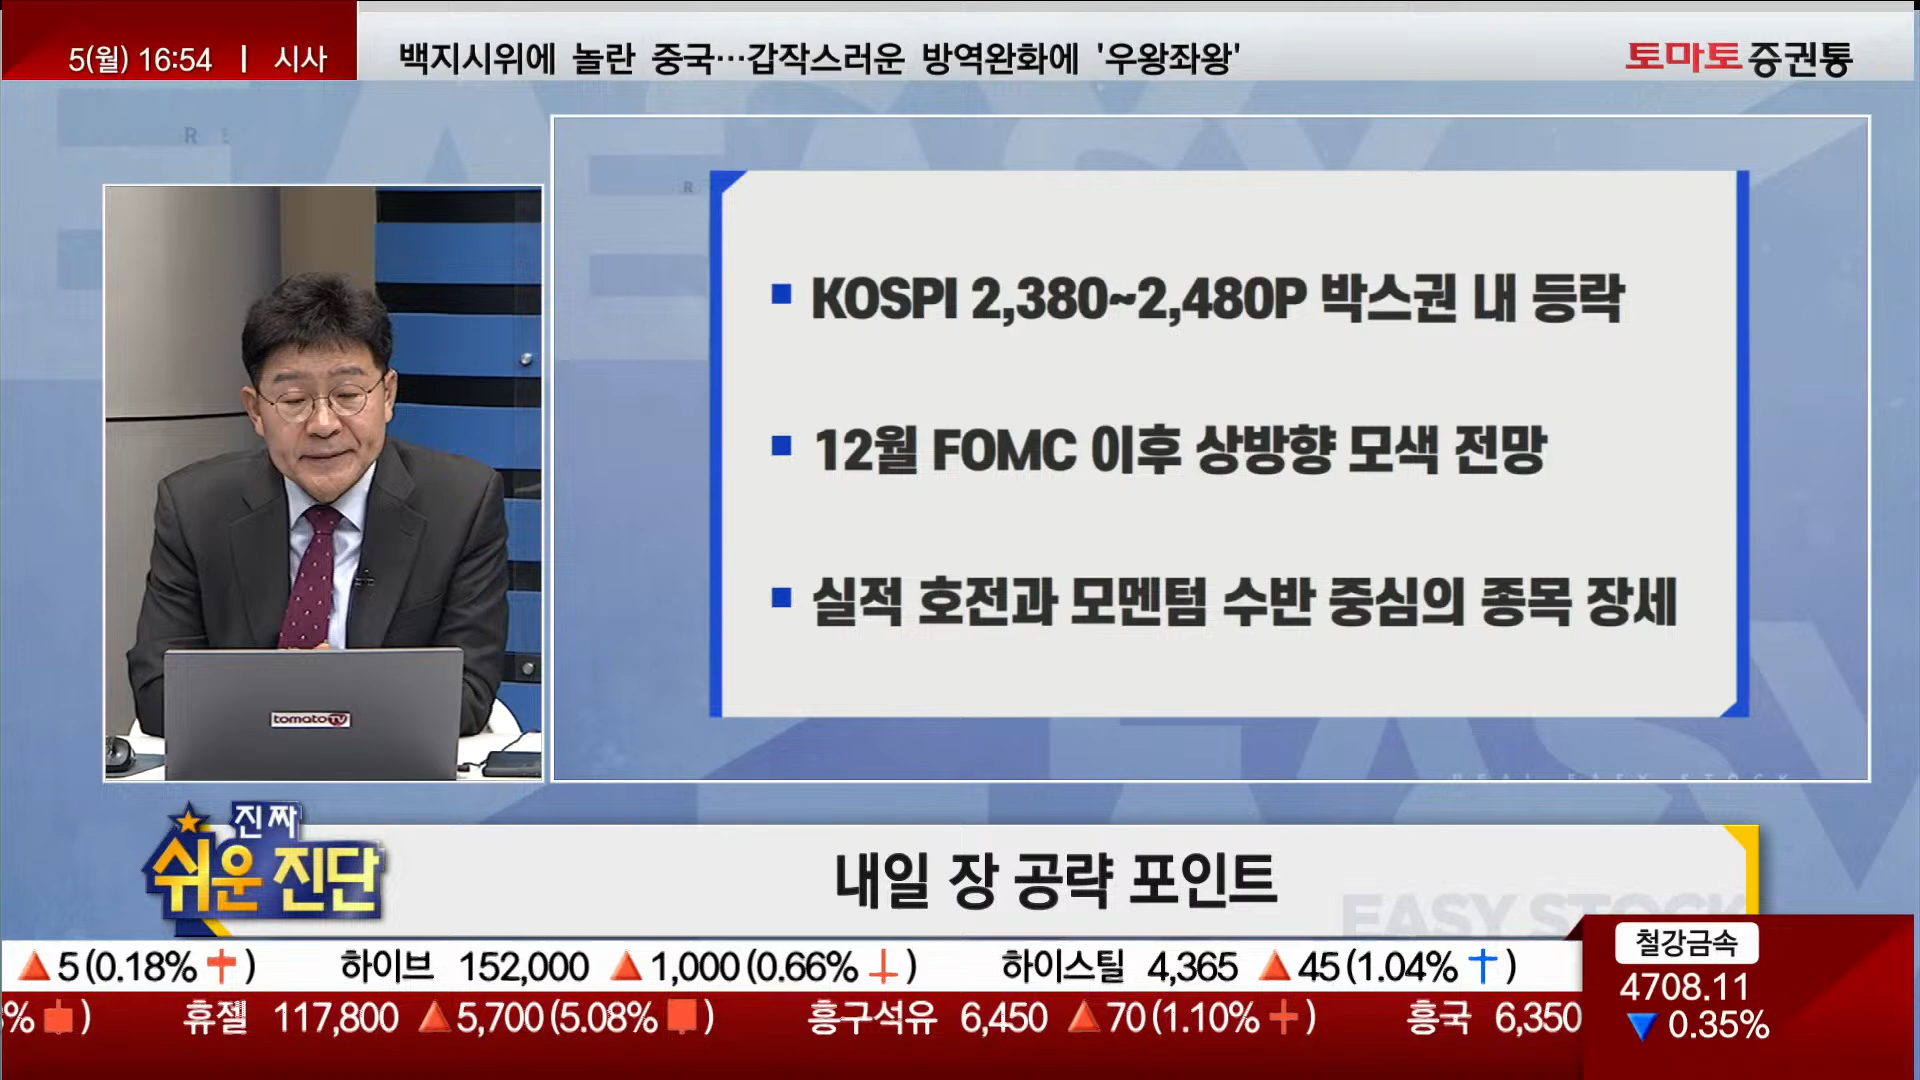 5(월) 16:54 | 시사
백지시위에 놀란 중국…갑작스러운 방역완화에 '우왕좌왕'
토마토증권통
R E
R
▪ KOSPI 2,380~2,480P 박스권 내 등락
▪ 12월 FOMC 이후 상방향 모색 전망
▪ 실적 호전과 모멘텀 수반 중심의 종목 장세
tomatoTV
REAL EASY STOCK
진짜
쉬운 진단
내일 장 공략 포인트
EASY STOCK
▲5(0.18% ) 하이브 152,000 ▲1,000(0.66% ) 하이스틸 4,365 ▲45(1.04% )
% ) 휴젤 117,800 ▲5,700(5.08% ) 흥구석유 6,450 ▲70(1.10% ) 흥국 6,350
철강금속
4708.11
▼ 0.35%